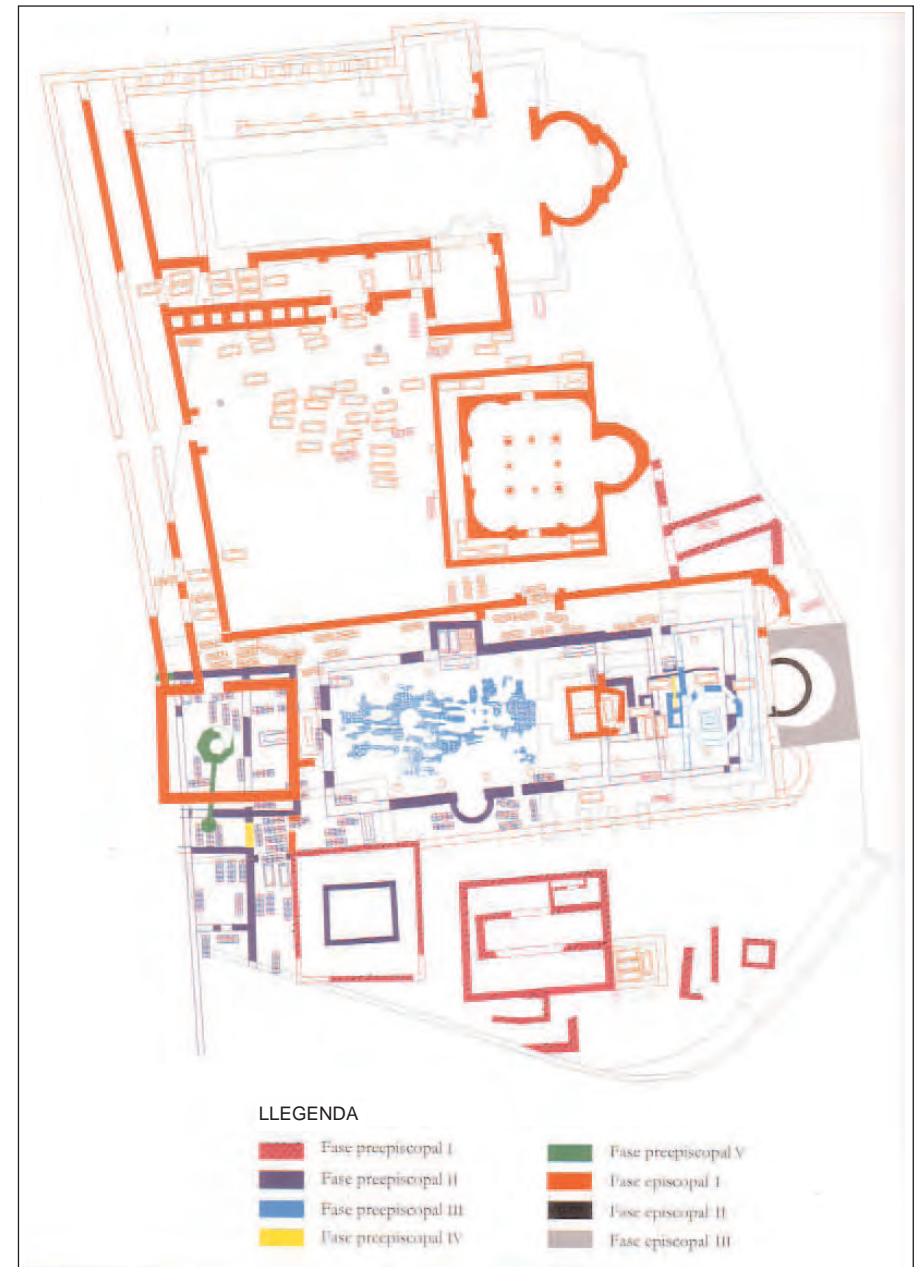 LLEGENDA
Fase preepiscopal I
Fase preepiscopal II
Fase preepiscopal III
Fase preepiscopal IV
Fase preepiscopal V
Fase episcopal I
Fase episcopal II
Fase episcopal III